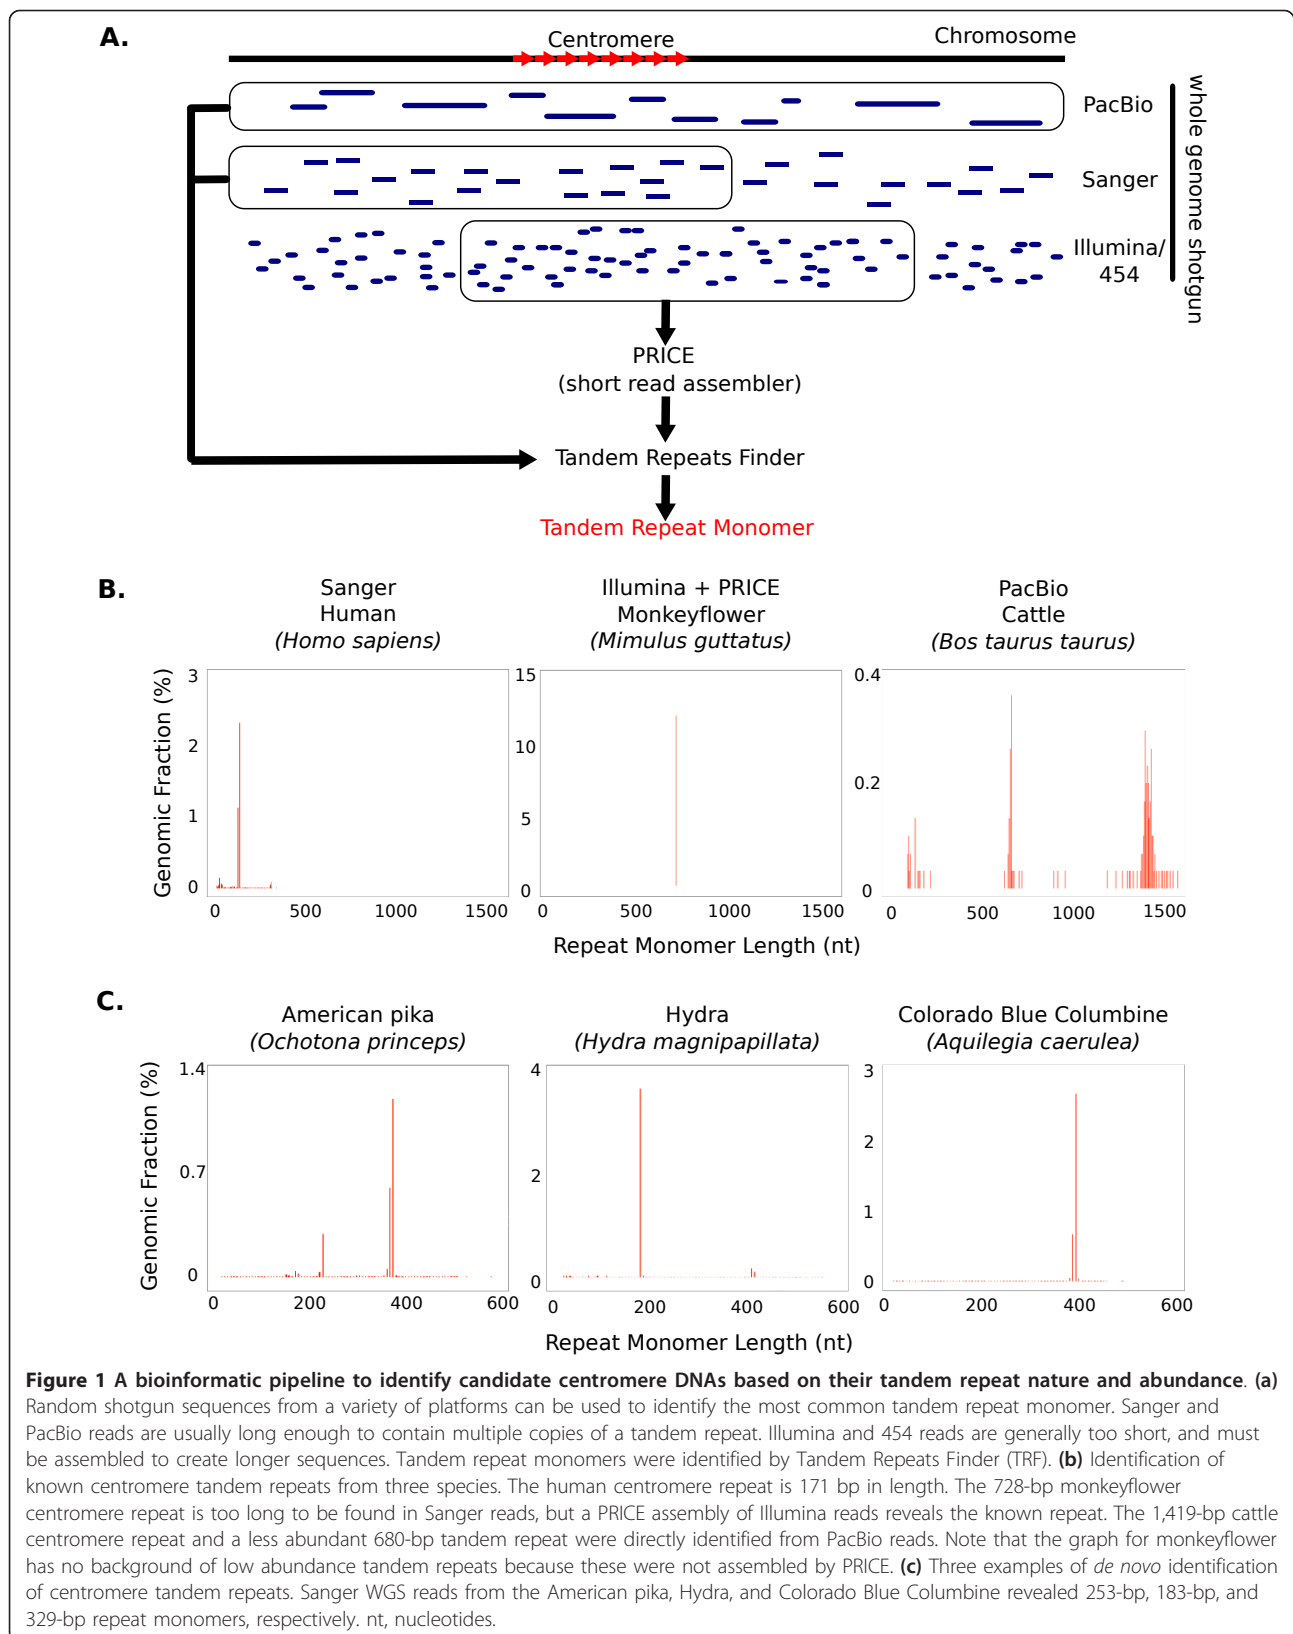 A.
Centromere
Chromosome
PacBio
Sanger
Illumina/
454
whole genome shotgun
PRICE
(short read assembler)
Tandem Repeats Finder
Tandem Repeat Monomer
B.
Sanger
Human
(Homo sapiens)
Illumina + PRICE
Monkeyflower
(Mimulus guttatus)
PacBio
Cattle
(Bos taurus taurus)
Genomic Fraction (%)
3
2
1
0
0 500 1000 1500
15
10
5
0
0 500 1000 1500
0.4
0.2
0
0 500 1000 1500
Repeat Monomer Length (nt)
C.
American pika
(Ochotona princeps)
Hydra
(Hydra magnipapillata)
Colorado Blue Columbine
(Aquilegia caerulea)
Genomic Fraction (%)
1.4
0.7
0
0 200 400 600
4
2
0
0 200 400 600
3
2
1
0
0 200 400 600
Repeat Monomer Length (nt)
Figure 1 A bioinformatic pipeline to identify candidate centromere DNAs based on their tandem repeat nature and abundance. (a)
Random shotgun sequences from a variety of platforms can be used to identify the most common tandem repeat monomer. Sanger and
PacBio reads are usually long enough to contain multiple copies of a tandem repeat. Illumina and 454 reads are generally too short, and must
be assembled to create longer sequences. Tandem repeat monomers were identified by Tandem Repeats Finder (TRF). (b) Identification of
known centromere tandem repeats from three species. The human centromere repeat is 171 bp in length. The 728-bp monkeyflower
centromere repeat is too long to be found in Sanger reads, but a PRICE assembly of Illumina reads reveals the known repeat. The 1,419-bp cattle
centromere repeat and a less abundant 680-bp tandem repeat were directly identified from PacBio reads. Note that the graph for monkeyflower
has no background of low abundance tandem repeats because these were not assembled by PRICE. (c) Three examples of de novo identification
of centromere tandem repeats. Sanger WGS reads from the American pika, Hydra, and Colorado Blue Columbine revealed 253-bp, 183-bp, and
329-bp repeat monomers, respectively. nt, nucleotides.